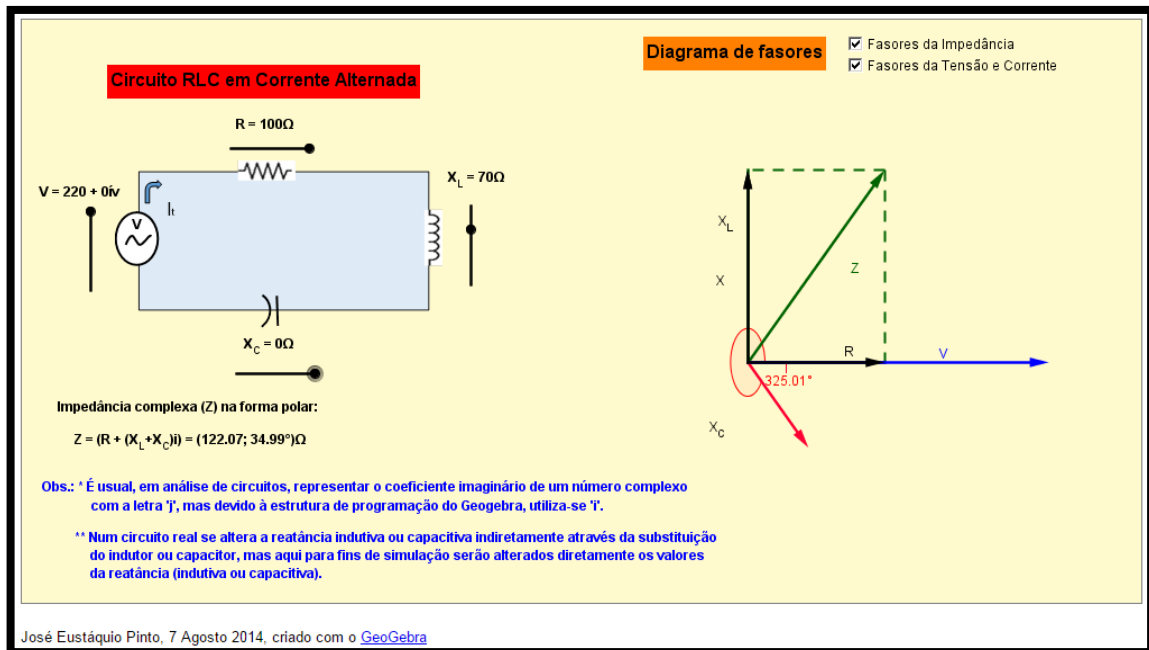 Circuito RLC em Corrente Alternada
R = 100Ω
V = 220 + 0iv
V
It
XL = 70Ω
XC = 0Ω
Impedância complexa (Z) na forma polar:
Z = (R + (XL+XC)i) = (122.07; 34.99°)Ω
Diagrama de fasores
Fasores da Impedância
Fasores da Tensão e Corrente
XL
X
Z
R
V
I
325.01°
XC
Obs.: * É usual, em análise de circuitos, representar o coeficiente imaginário de um número complexo
com a letra 'j', mas devido à estrutura de programação do Geogebra, utiliza-se 'i'.
** Num circuito real se altera a reatância indutiva ou capacitiva indiretamente através da substituição
do indutor ou capacitor, mas aqui para fins de simulação serão alterados diretamente os valores
da reatância (indutiva ou capacitiva).
José Eustáquio Pinto, 7 Agosto 2014, criado com o GeoGebra